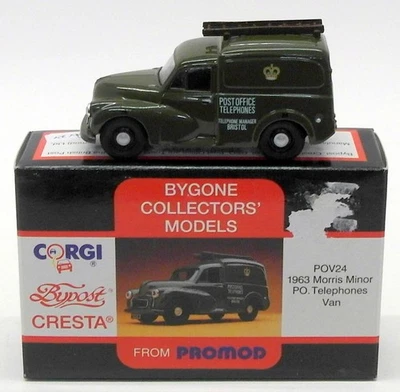 POST OFFICE
TELEPHONES
TELEPHONE MANAGER
BRISTOL
BYGONE
COLLECTORS'
MODELS
CORGI®
Bypost
CRESTA®
POV24
1963 Morris Minor
PO. Telephones
Van
FROM PROMOD